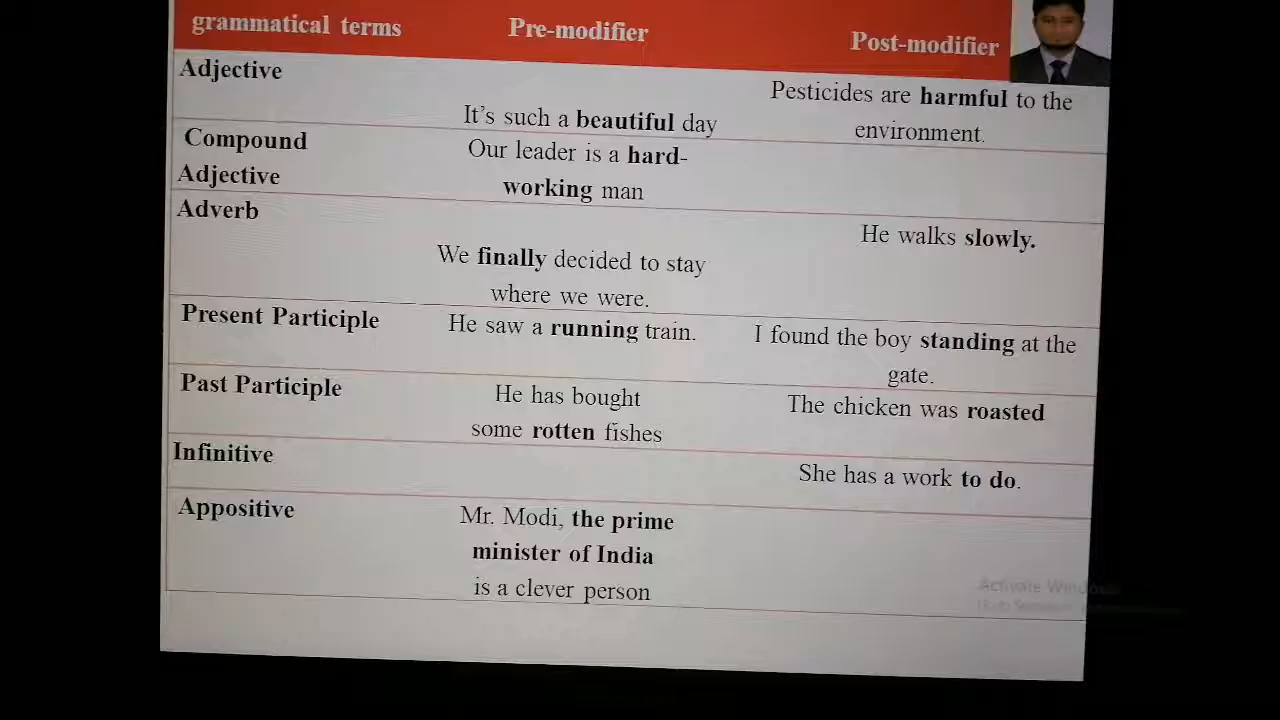 grammatical terms Pre-modifier Post-modifier
Adjective
Pesticides are harmful to the
It's such a beautiful day
environment.
Compound
Our leader is a hard-
Adjective
working man
Adverb
He walks slowly.
We finally decided to stay
where we were.
Present Participle
He saw a running train.
I found the boy standing at the
gate.
Past Participle
He has bought
The chicken was roasted
some rotten fishes
Infinitive
She has a work to do.
Appositive
Mr. Modi, the prime
minister of India
is a clever person
Activate Windows